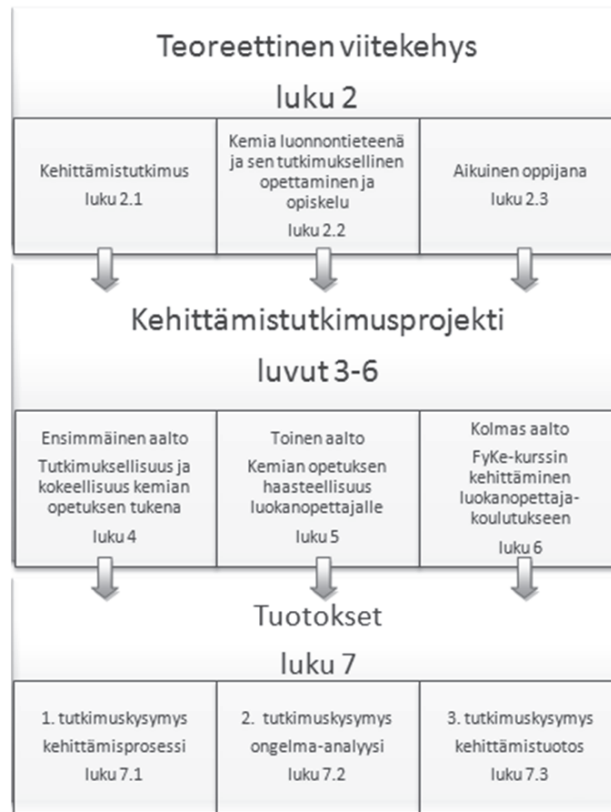 Teoreettinen viitekehys
luku 2
Kehittämistutkimus
luku 2.1
Kemia luonnontieteenä
ja sen tutkimuksellinen
opettaminen ja
opiskelu
luku 2.2
Aikuinen oppijana
luku 2.3
Kehittämistutkimusprojekti
luvut 3-6
Ensimmäinen aalto
Tutkimuksellisuus ja
kokeellisuus kemian
opetuksen tukena
luku 4
Toinen aalto
Kemian opetuksen
haasteellisuus
luokanopettajalle
luku 5
Kolmas aalto
FyKe-kurssin
kehittäminen
luokanopettaja-
koulutukseen
luku 6
Tuotokset
luku 7
1. tutkimuskysymys
kehittämisprosessi
luku 7.1
2. tutkimuskysymys
ongelma-analyysi
luku 7.2
3. tutkimuskysymys
kehittämistuotos
luku 7.3